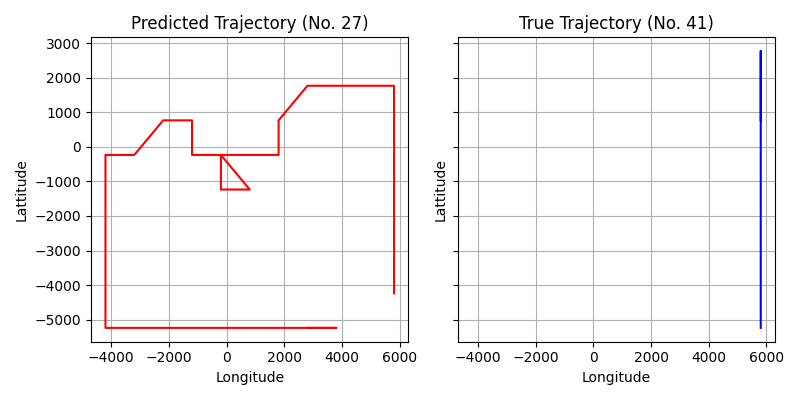 Predicted Trajectory (No. 27)
3000
2000
1000
0
−1000
−2000
−3000
−4000
−5000
Lattitude
−4000 −2000 0 2000 4000 6000
Longitude
True Trajectory (No. 41)
Lattitude
−4000 −2000 0 2000 4000 6000
Longitude